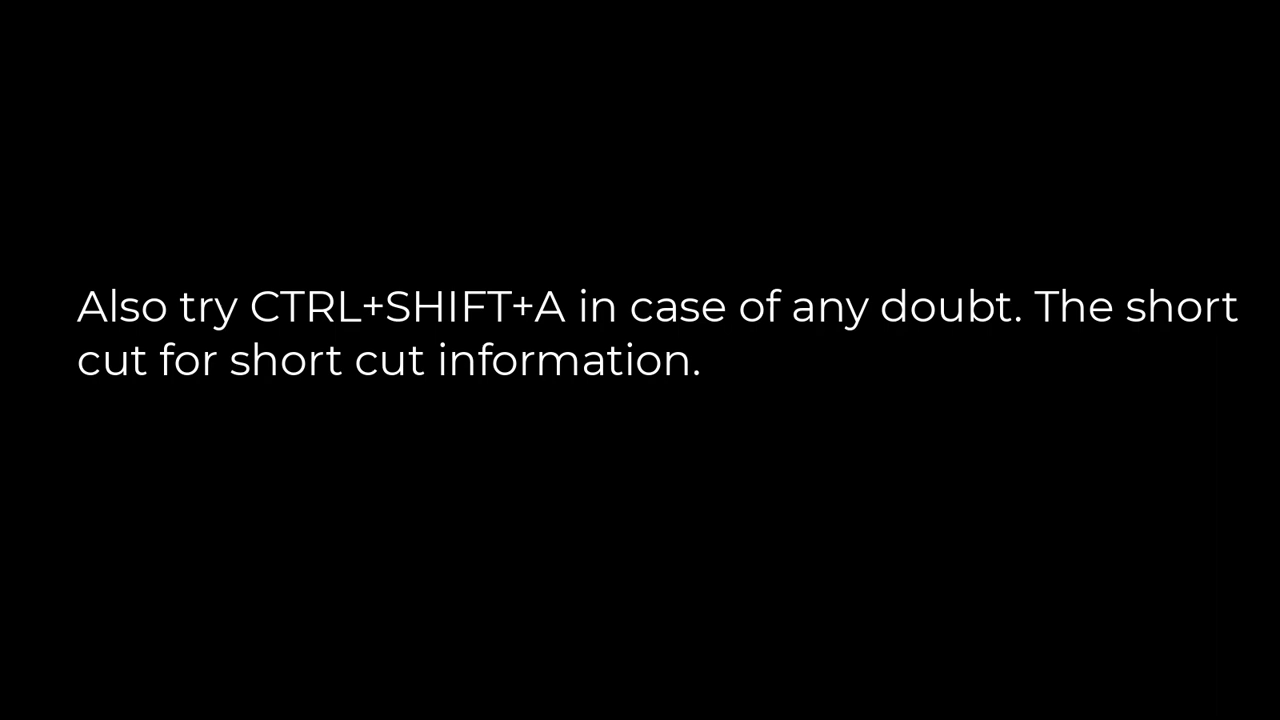 Also try CTRL+SHIFT+A in case of any doubt. The short
cut for short cut information.